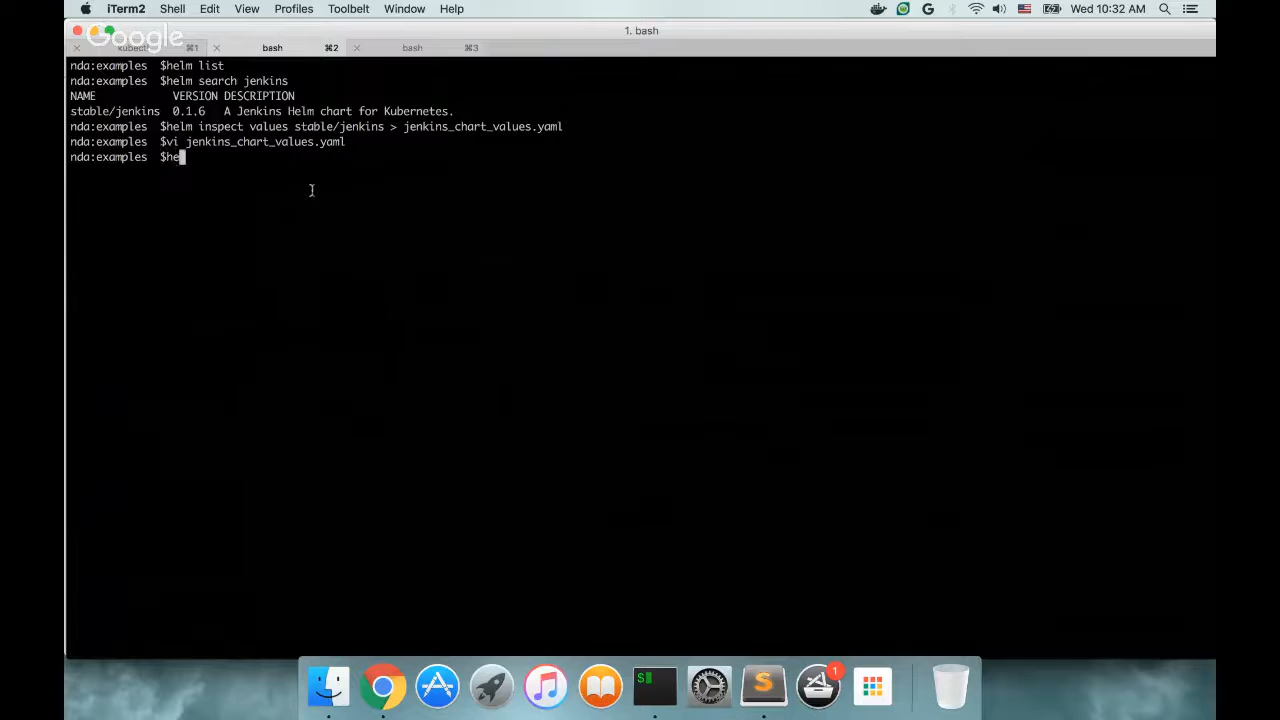 iTerm2 Shell Edit View Profiles Toolbelt Window Help G Wed 10:32 AM
Google
1. bash
kubectl ⌘1 bash ⌘2 bash ⌘3
nda:examples $helm list
nda:examples $helm search jenkins
NAME VERSION DESCRIPTION
stable/jenkins 0.1.6 A Jenkins Helm chart for Kubernetes.
nda:examples $helm inspect values stable/jenkins > jenkins_chart_values.yaml
nda:examples $vi jenkins_chart_values.yaml
nda:examples $he
$
S
1